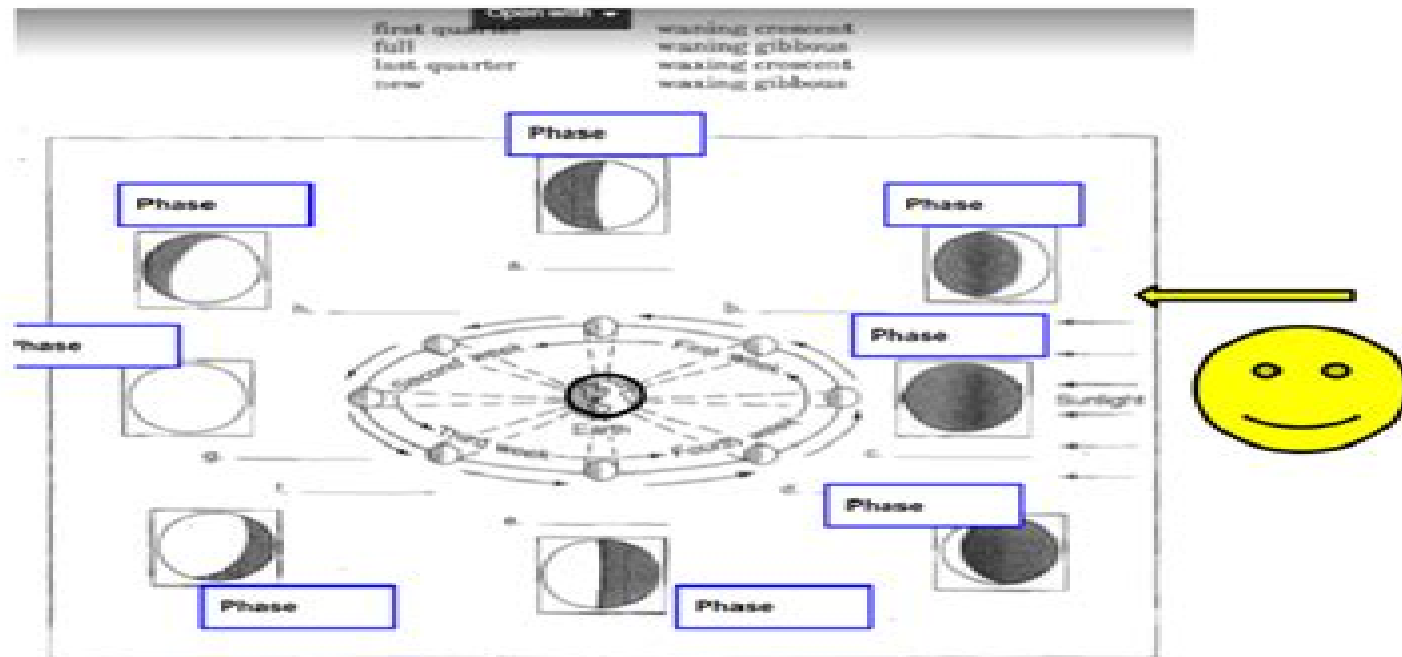 Open with
first quarter waning crescent
full waning gibbous
last quarter waxing crescent
new waxing gibbous
Phase
Phase
Phase
a.
h.
b.
Phase
Phase
Second week
First week
Sunlight
Earth
Third week
Fourth week
g.
c.
f.
d.
Phase
e.
Phase
Phase